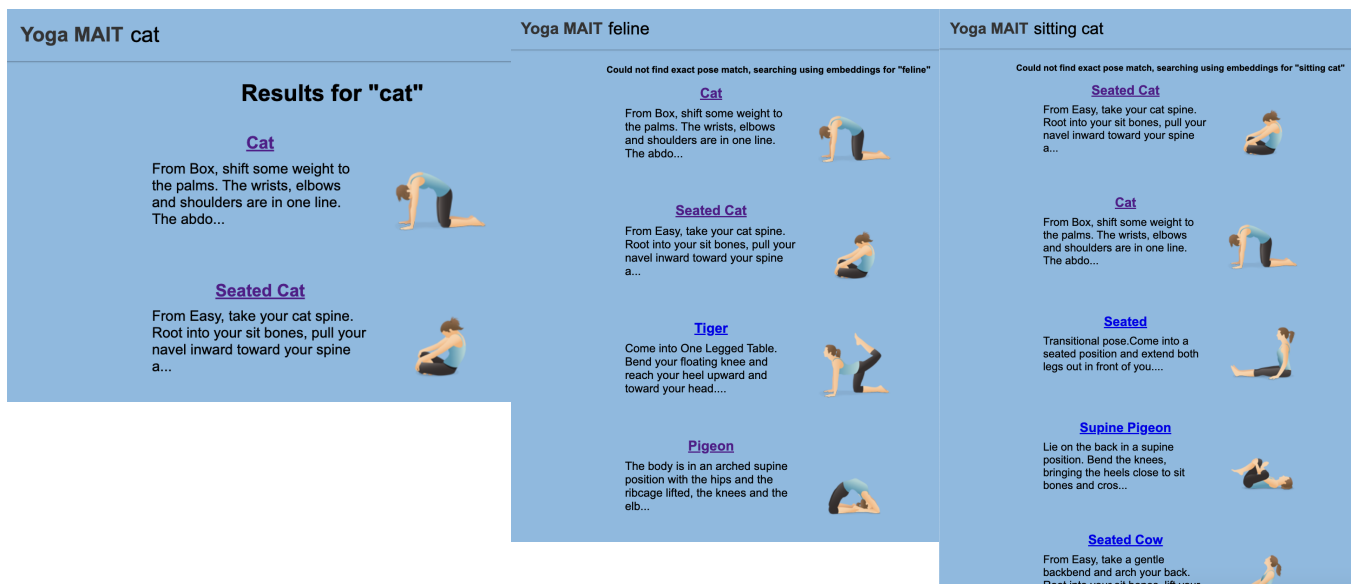 Yoga MAIT cat
Results for "cat"
Cat
From Box, shift some weight to
the palms. The wrists, elbows
and shoulders are in one line.
The abdo...
Seated Cat
From Easy, take your cat spine.
Root into your sit bones, pull your
navel inward toward your spine
a...
Yoga MAIT feline
Could not find exact pose match, searching using embeddings for "feline"
Cat
From Box, shift some weight to
the palms. The wrists, elbows
and shoulders are in one line.
The abdo...
Seated Cat
From Easy, take your cat spine.
Root into your sit bones, pull your
navel inward toward your spine
a...
Tiger
Come into One Legged Table.
Bend your floating knee and
reach your heel upward and
toward your head....
Pigeon
The body is in an arched supine
position with the hips and the
ribcage lifted, the knees and the
elb...
Yoga MAIT sitting cat
Could not find exact pose match, searching using embeddings for "sitting cat"
Seated Cat
From Easy, take your cat spine.
Root into your sit bones, pull your
navel inward toward your spine
a...
Cat
From Box, shift some weight to
the palms. The wrists, elbows
and shoulders are in one line.
The abdo...
Seated
Transitional pose.Come into a
seated position and extend both
legs out in front of you....
Supine Pigeon
Lie on the back in a supine
position. Bend the knees,
bringing the heels close to sit
bones and cros...
Seated Cow
From Easy, take a gentle
backbend and arch your back.
Root into your sit bones, lift your